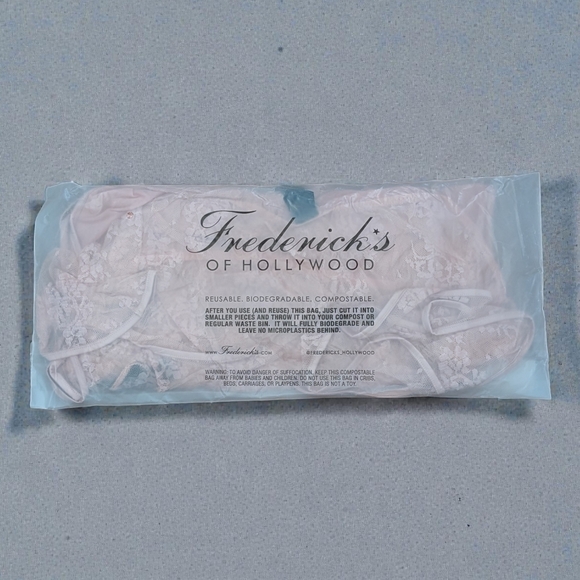 Frederick's
OF HOLLYWOOD
REUSABLE. BIODEGRADABLE. COMPOSTABLE.
AFTER YOU USE (AND REUSE) THIS BAG, JUST CUT IT INTO
SMALLER PIECES AND THROW IT INTO YOUR COMPOST OR
REGULAR WASTE BIN. IT WILL FULLY BIODEGRADE AND
LEAVE NO MICROPLASTICS BEHIND.
www.Frederick's.com @FREDERICKS_HOLLYWOOD
WARNING: TO AVOID DANGER OF SUFFOCATION, KEEP THIS COMPOSTABLE
BAG AWAY FROM BABIES AND CHILDREN. DO NOT USE THIS BAG IN CRIBS,
BEDS, CARRIAGES, OR PLAYPENS. THIS BAG IS NOT A TOY.